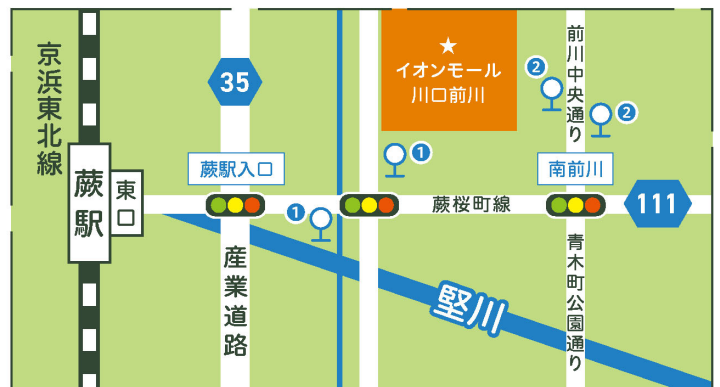 京浜東北線
蕨駅
東口
35
蕨駅入口
産業道路
1
★
イオンモール
川口前川
1
蕨桜町線
竪川
前川中央通り
2
2
南前川
111
青木町公園通り